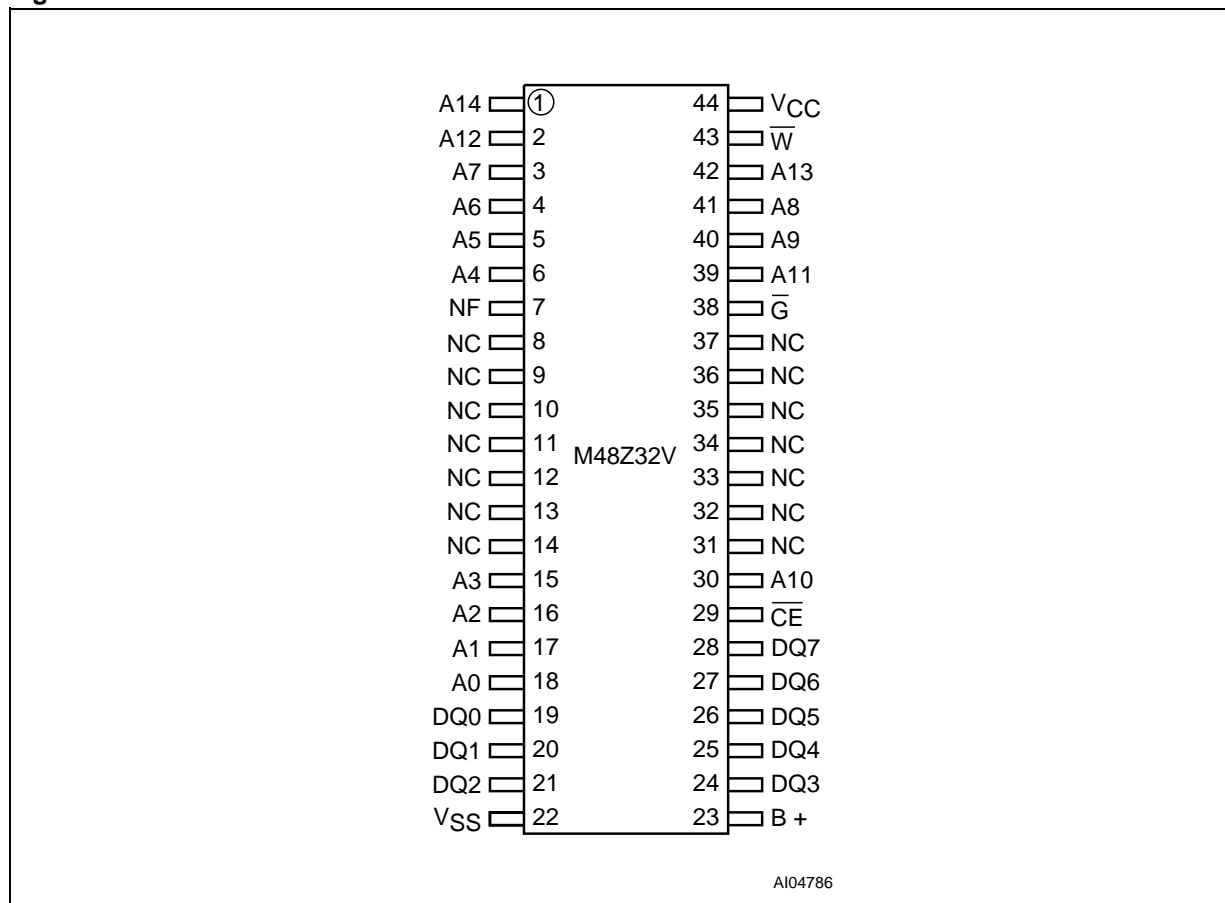 A14 1 44 VCC
A12 2 43 W̅
A7 3 42 A13
A6 4 41 A8
A5 5 40 A9
A4 6 39 A11
NF 7 38 G̅
NC 8 37 NC
NC 9 36 NC
NC 10 35 NC
NC 11 34 NC
M48Z32V
NC 12 33 NC
NC 13 32 NC
NC 14 31 NC
A3 15 30 A10
A2 16 29 C̅E̅
A1 17 28 DQ7
A0 18 27 DQ6
DQ0 19 26 DQ5
DQ1 20 25 DQ4
DQ2 21 24 DQ3
VSS 22 23 B +
AI04786